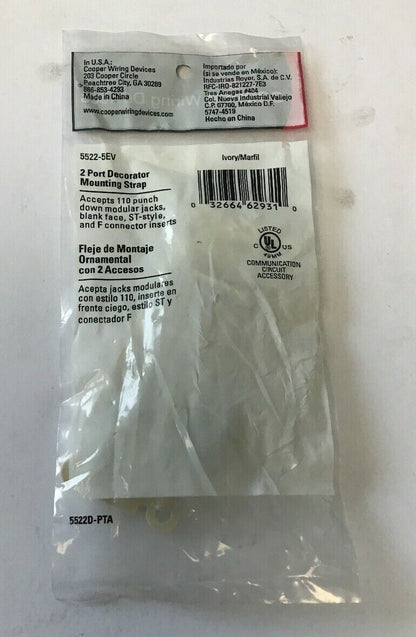 In U.S.A.:
Cooper Wiring Devices
203 Cooper Circle
Peachtree City, GA 30269
866-853-4293
Made in China
www.cooperwiringdevices.com
Importado por
(si se vende en México):
Industrias Royer, S.A. de C.V.
RFC-IRO-821227-7E3
Tres Anegas #404
Col. Nueva Industrial Vallejo
C.P. 07700, México D.F.
5747-4519
Hecho en China
5522-5EV
Ivory/Marfil
2 Port Decorator
Mounting Strap
Accepts 110 punch
down modular jacks,
blank face, ST-style,
and F connector inserts
0 32664 62931 0
LISTED
C UL US
49MM
COMMUNICATION
CIRCUIT
ACCESSORY
Fleje de Montaje
Ornamental
con 2 Accesos
Acepta jacks modulares
con estilo 110, inserte en
frente ciego, estilo ST y
conectador F
5522D-PTA